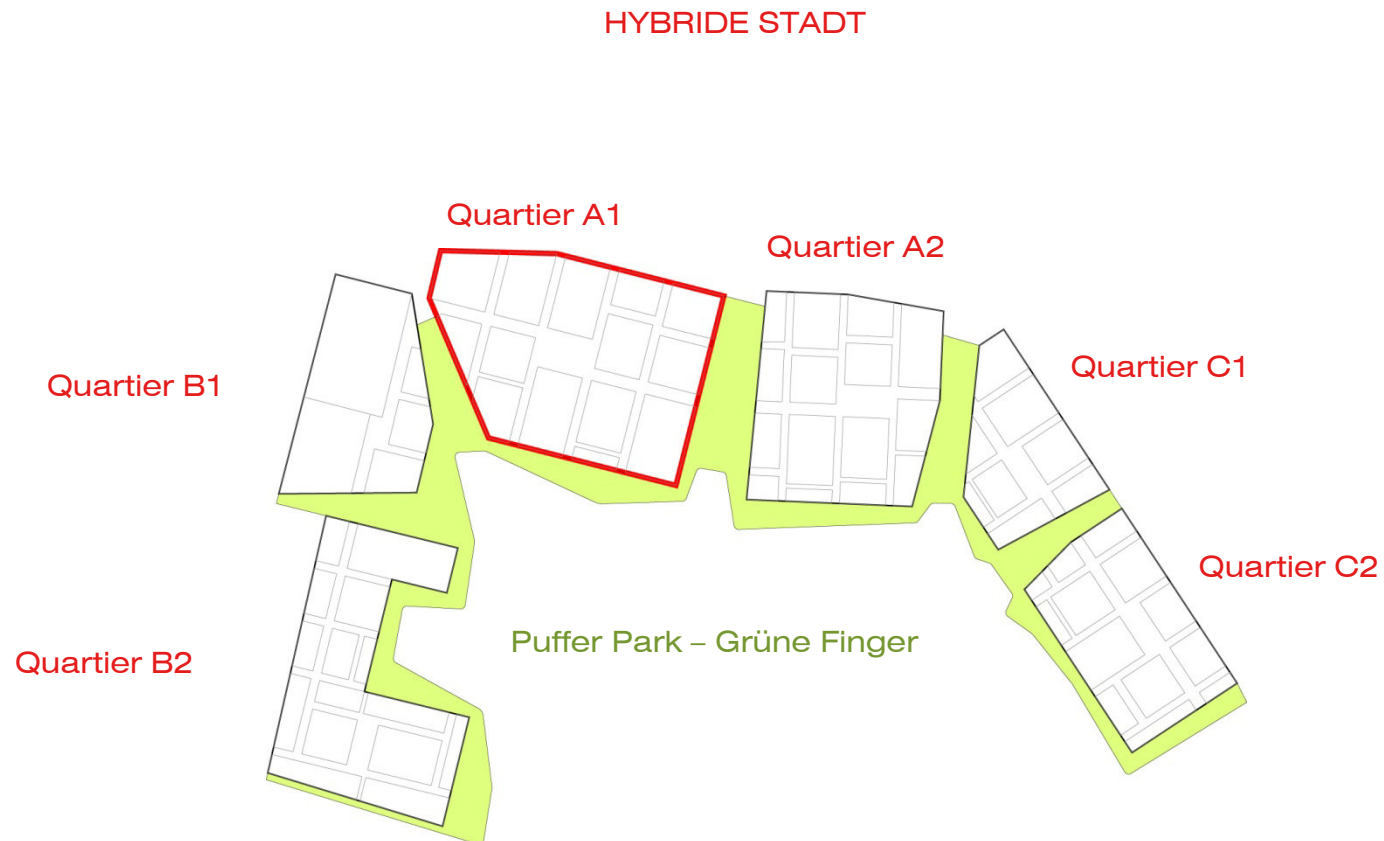 HYBRIDE STADT
Quartier A1
Quartier A2
Quartier B1
Quartier C1
Quartier C2
Puffer Park – Grüne Finger
Quartier B2